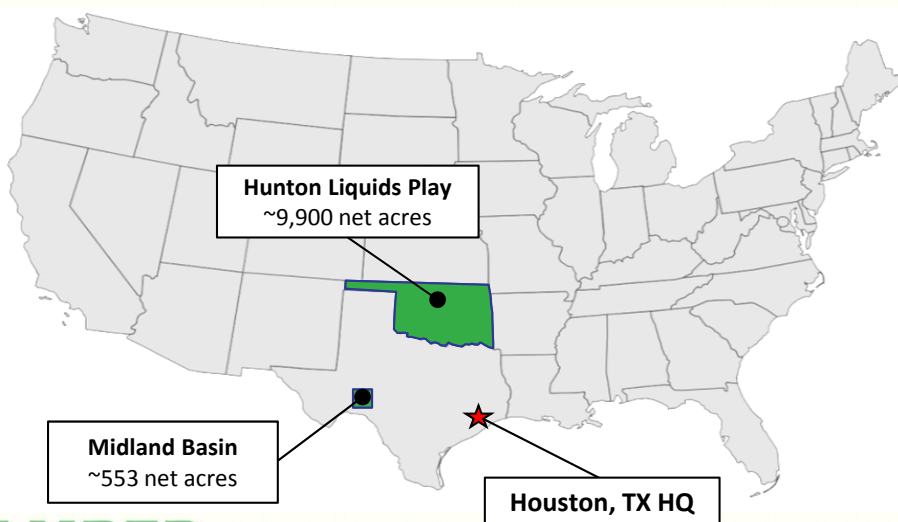 Hunton Liquids Play
~9,900 net acres
Midland Basin
~553 net acres
Houston, TX HQ